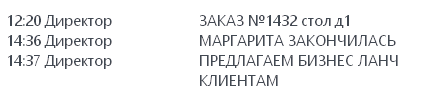 12:20 Директор ЗАКАЗ №1432 стол д1
14:36 Директор МАРГАРИТА ЗАКОНЧИЛАСЬ
14:37 Директор ПРЕДЛАГАЕМ БИЗНЕС ЛАНЧ
КЛИЕНТАМ